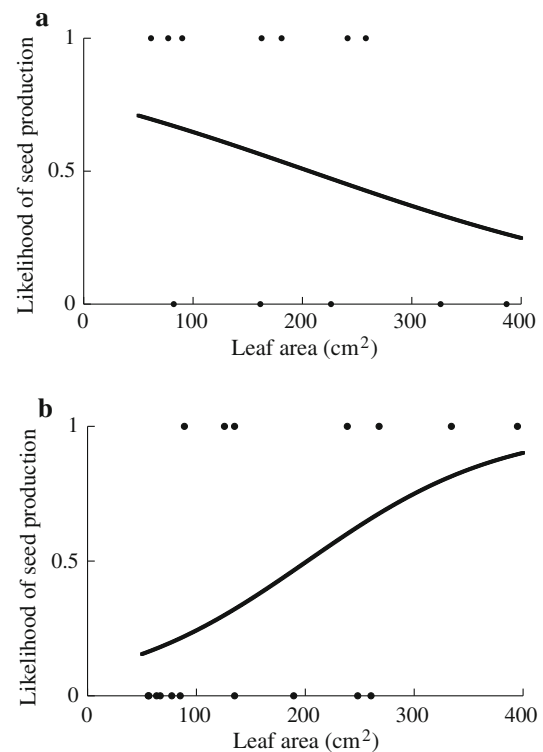 a
1
0.5
0
Likelihood of seed production
0 100 200 300 400
Leaf area (cm²)
b
1
0.5
0
Likelihood of seed production
0 100 200 300 400
Leaf area (cm²)